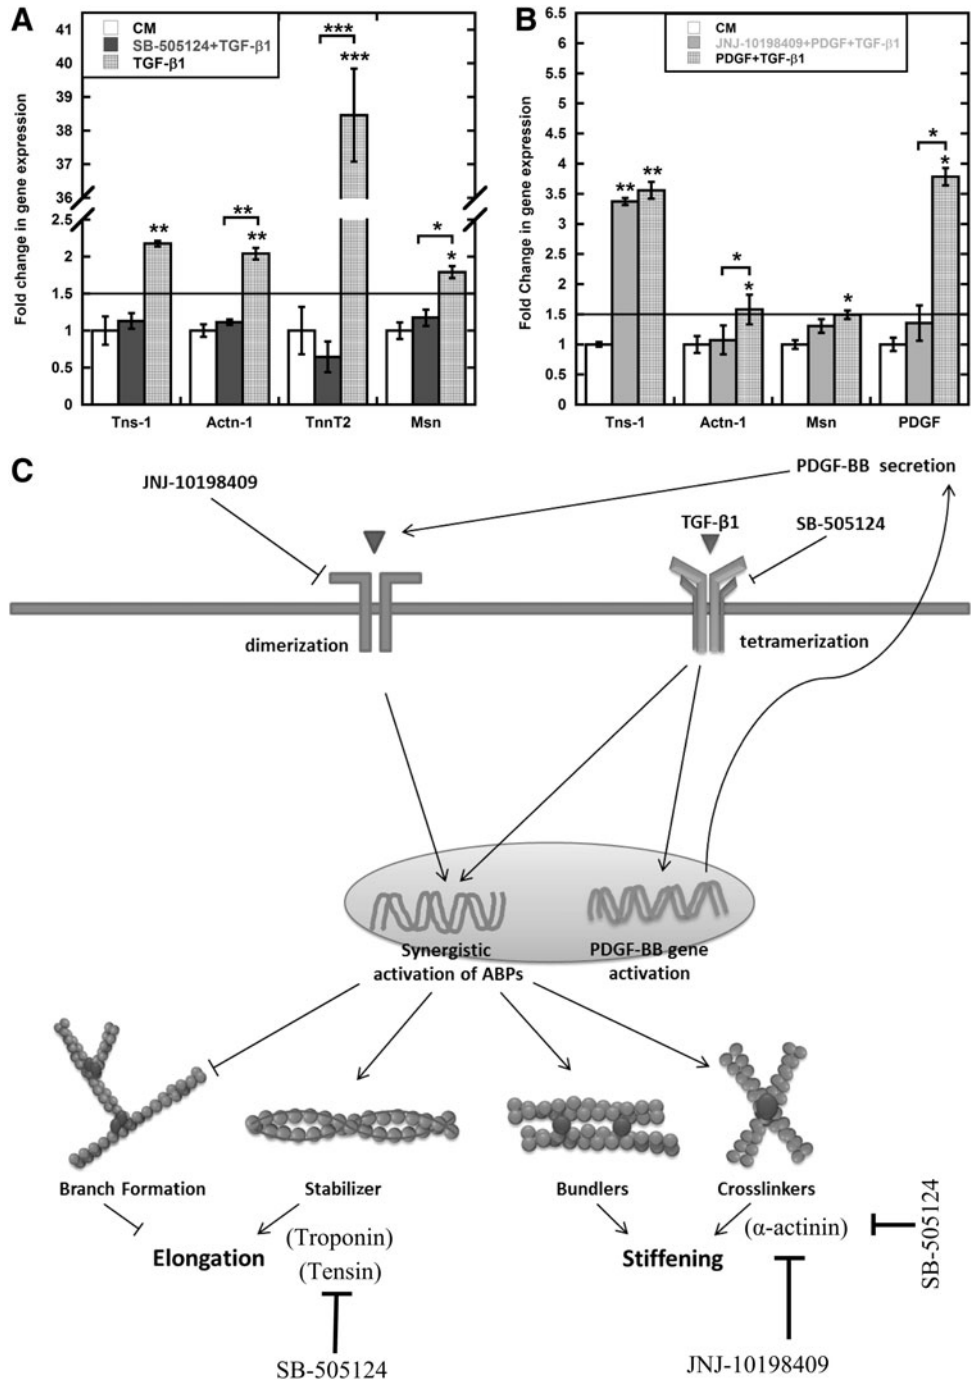 A
CM
SB-505124+TGF-β1
TGF-β1
Fold change in gene expression
41
40
39
38
37
36
2.5
2
1.5
1
0.5
0
**
**
**
***
***
*
*
Tns-1
Actn-1
TnnT2
Msn
B
CM
JNJ-10198409+PDGF+TGF-β1
PDGF+TGF-β1
Fold Change in gene expression
6.5
6
5.5
5
4.5
4
3.5
3
2.5
2
1.5
1
0.5
0
**
**
*
*
*
*
*
Tns-1
Actn-1
Msn
PDGF
C
JNJ-10198409
PDGF-BB secretion
TGF-β1
SB-505124
dimerization
tetramerization
Synergistic
activation of ABPs
PDGF-BB gene
activation
Branch Formation
Stabilizer
Bundlers
Crosslinkers
Elongation
(Troponin)
(Tensin)
Stiffening
(α-actinin)
SB-505124
SB-505124
JNJ-10198409